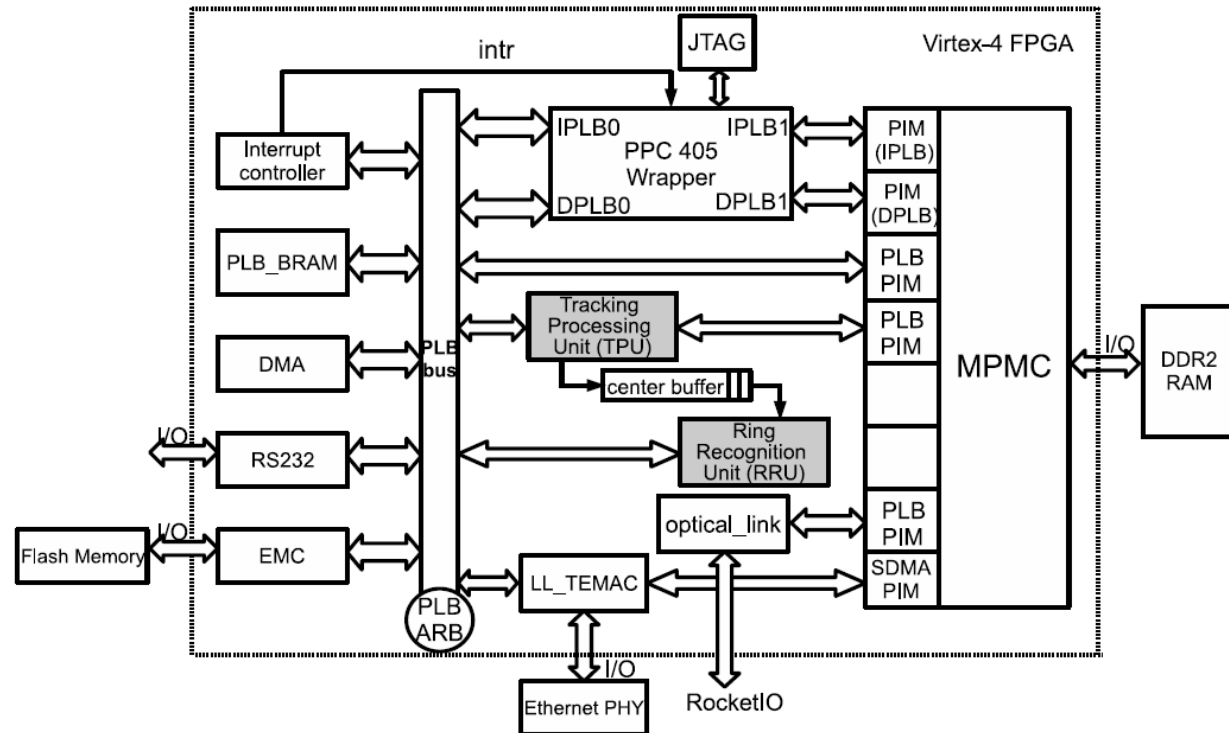 Virtex-4 FPGA
JTAG
intr
Interrupt
controller
PLB_BRAM
DMA
I/O
RS232
Flash Memory
I/O
EMC
PLB
bus
PLB
ARB
IPLB0
IPLB1
PPC 405
Wrapper
DPLB0
DPLB1
Tracking
Processing
Unit (TPU)
center buffer
Ring
Recognition
Unit (RRU)
optical_link
LL_TEMAC
I/O
Ethernet PHY
RocketIO
PIM
(IPLB)
PIM
(DPLB)
PLB
PIM
PLB
PIM
PLB
PIM
SDMA
PIM
MPMC
I/O
DDR2
RAM